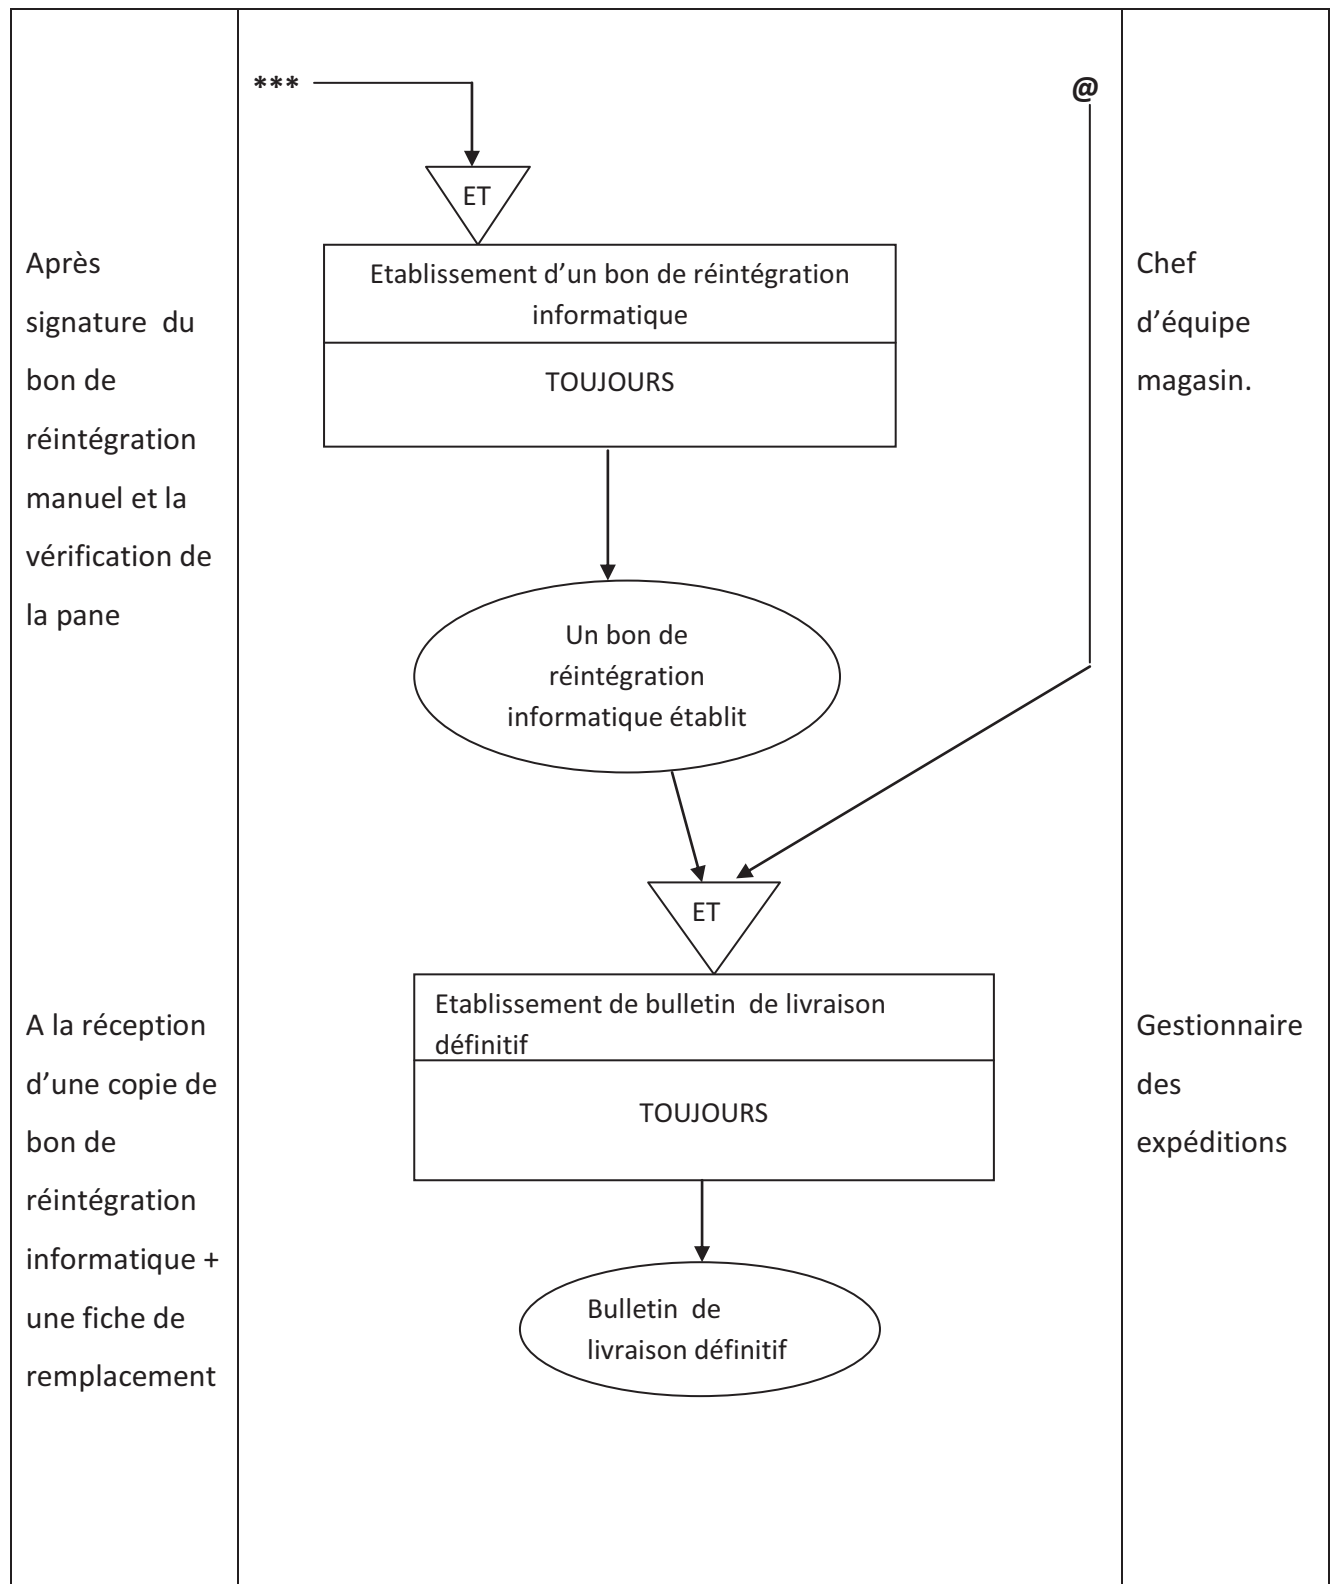 ***
@
ET
Après
signature du
bon de
réintégration
manuel et la
vérification de
la pane
Etablissement d’un bon de réintégration
informatique
TOUJOURS
Chef
d’équipe
magasin.
Un bon de
réintégration
informatique établit
ET
A la réception
d’une copie de
bon de
réintégration
informatique +
une fiche de
remplacement
Etablissement de bulletin de livraison
définitif
TOUJOURS
Gestionnaire
des
expéditions
Bulletin de
livraison définitif